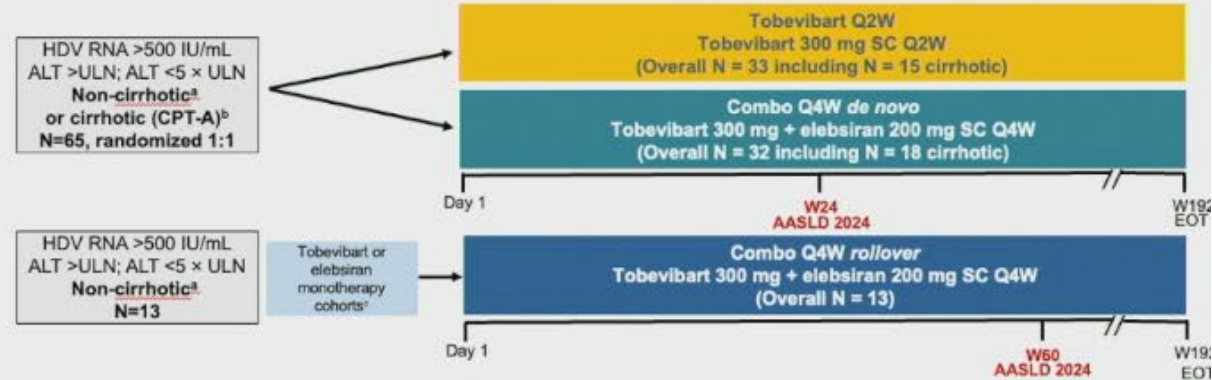 HDV RNA >500 IU/mL
ALT >ULN; ALT <5 × ULN
Non-cirrhoticᵃ
or cirrhotic (CPT-A)ᵇ
N=65, randomized 1:1
Tobevibart Q2W
Tobevibart 300 mg SC Q2W
(Overall N = 33 including N = 15 cirrhotic)
Combo Q4W de novo
Tobevibart 300 mg + elebsiran 200 mg SC Q4W
(Overall N = 32 including N = 18 cirrhotic)
Day 1
W24
AASLD 2024
W192
EOT
HDV RNA >500 IU/mL
ALT >ULN; ALT <5 × ULN
Non-cirrhoticᵃ
N=13
Tobevibart or
elebsiran
monotherapy
cohortsᶜ
Combo Q4W rollover
Tobevibart 300 mg + elebsiran 200 mg SC Q4W
(Overall N = 13)
Day 1
W60
AASLD 2024
W192
EOT